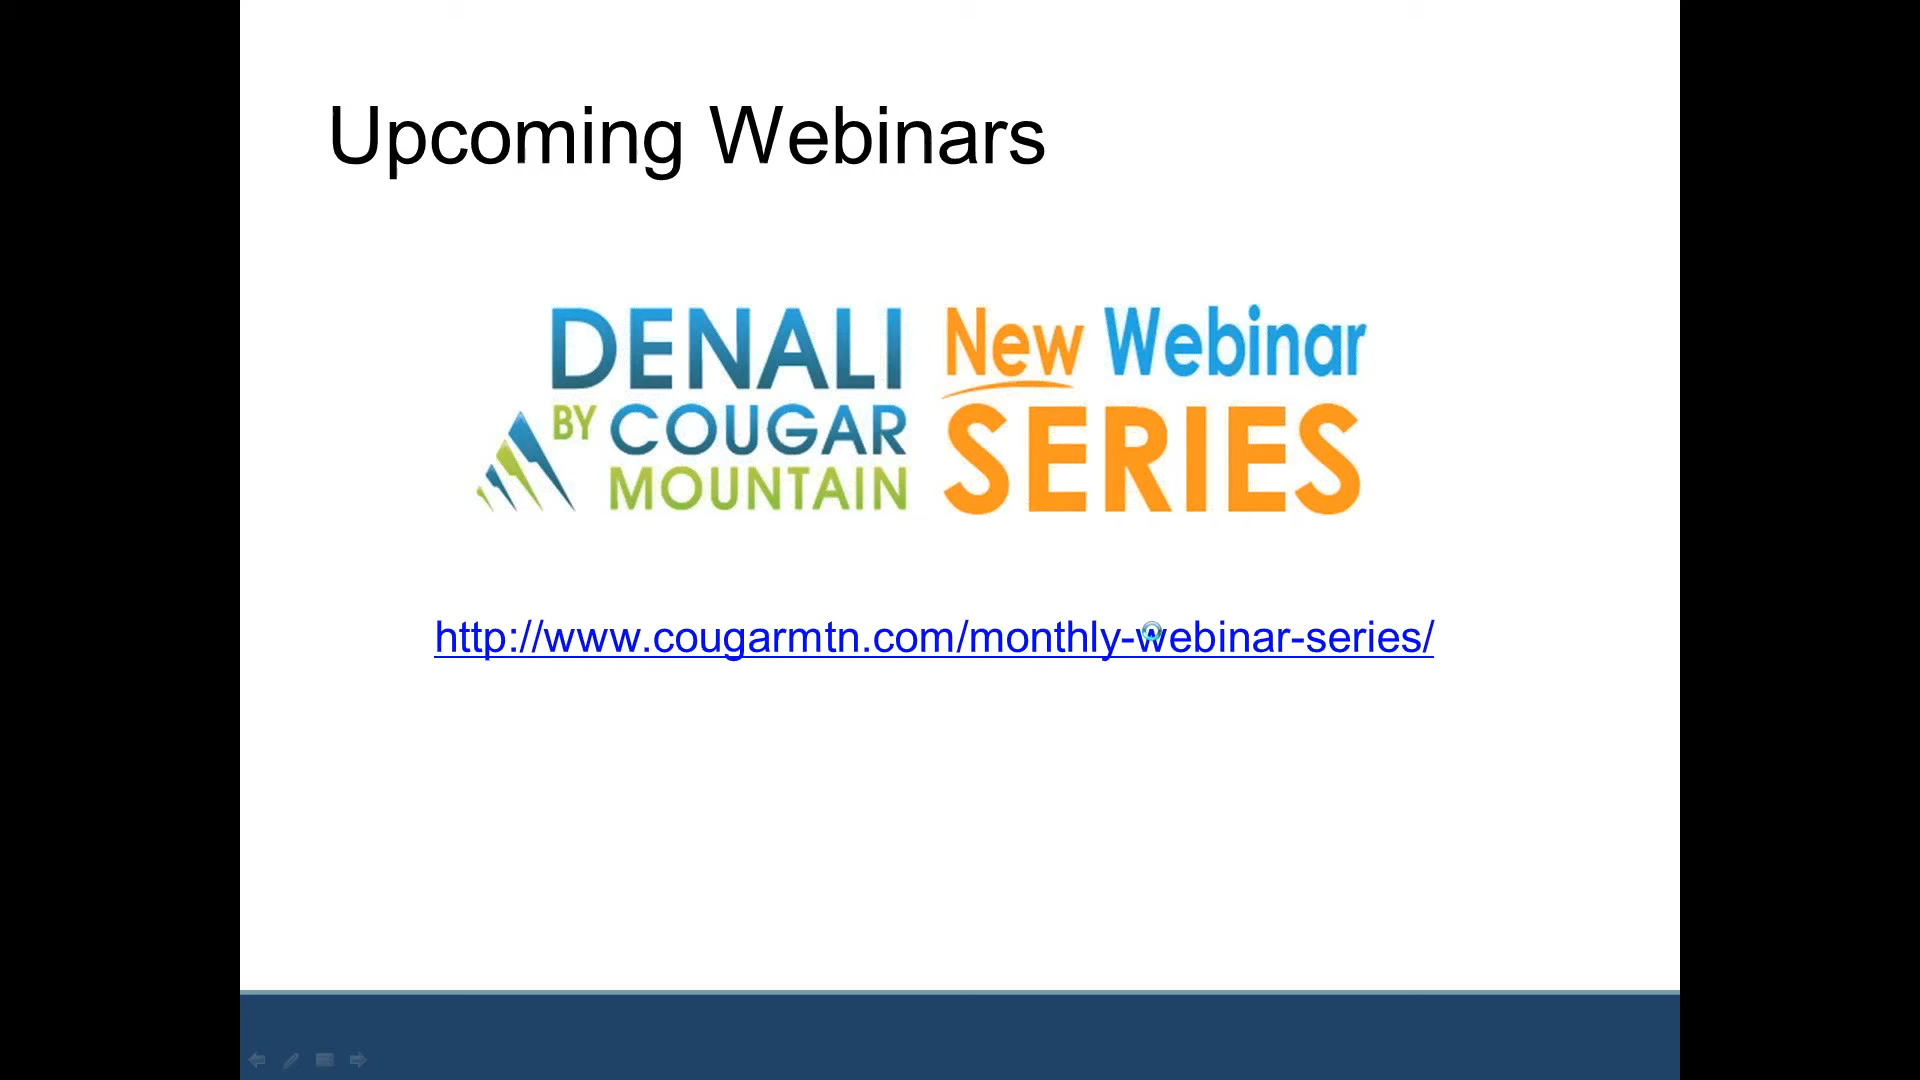 Upcoming Webinars
DENALI
BY COUGAR
MOUNTAIN
New Webinar
SERIES
http://www.cougarmtn.com/monthly-webinar-series/